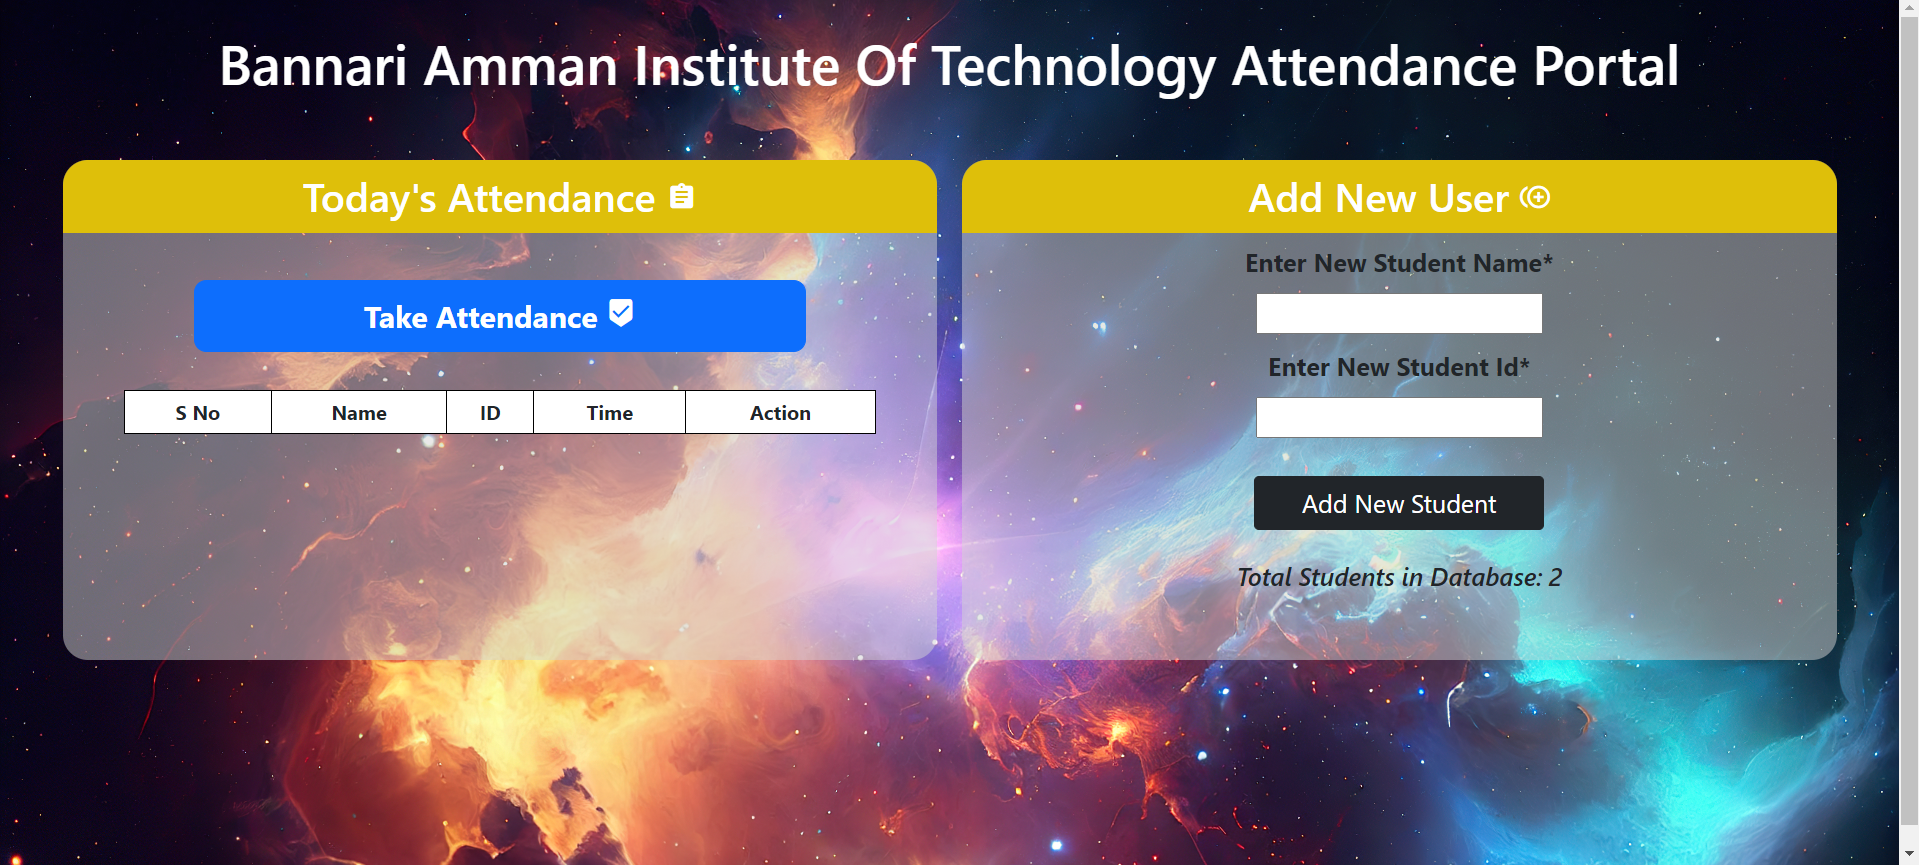 Bannari Amman Institute Of Technology Attendance Portal
Today's Attendance
Take Attendance
S No Name ID Time Action
Add New User
Enter New Student Name*
Enter New Student Id*
Add New Student
Total Students in Database: 2